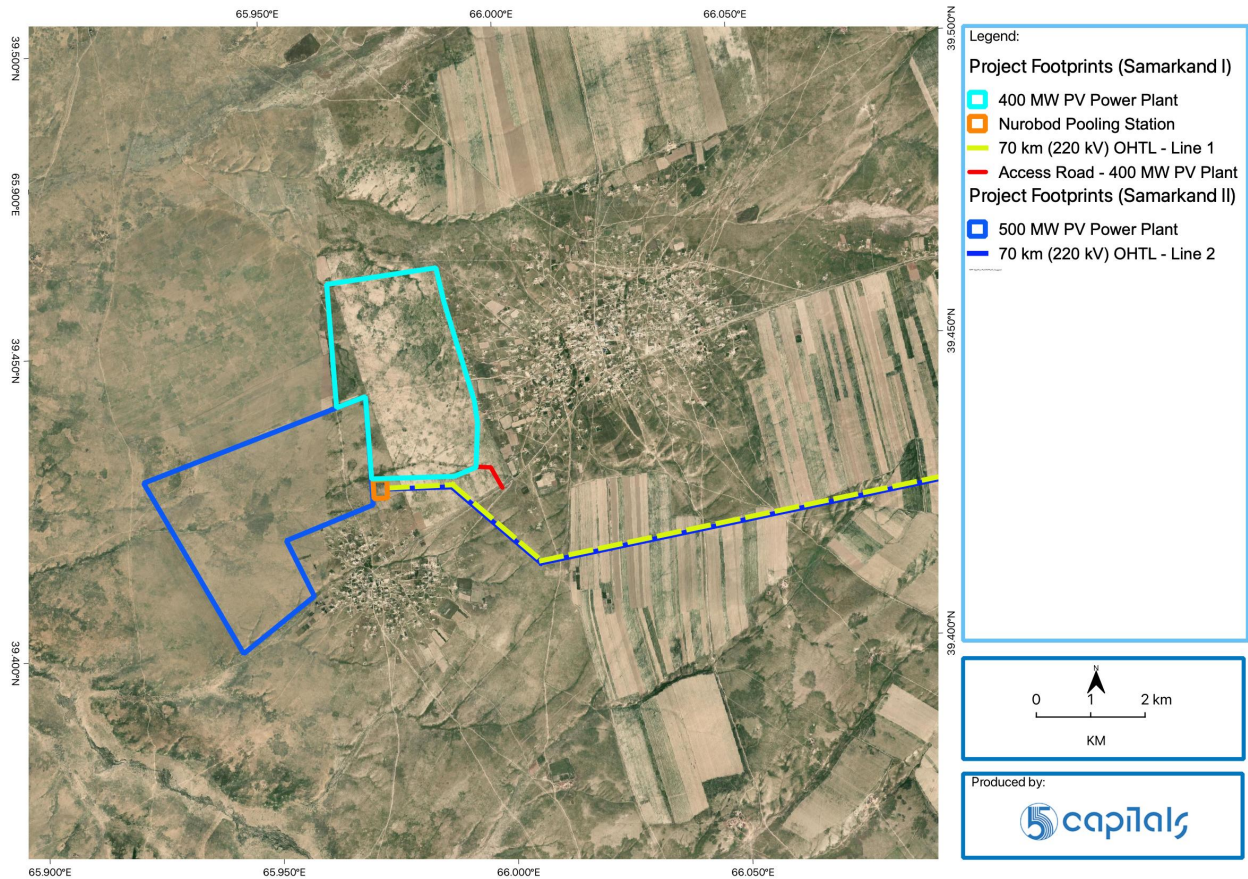 65.950°E
66.000°E
66.050°E
39.500°N
39.500°N
65.900°E
39.450°N
39.450°N
39.400°N
39.400°N
65.900°E
65.950°E
66.000°E
66.050°E
Legend:
Project Footprints (Samarkand I)
400 MW PV Power Plant
Nurobod Pooling Station
70 km (220 kV) OHTL - Line 1
Access Road - 400 MW PV Plant
Project Footprints (Samarkand II)
500 MW PV Power Plant
70 km (220 kV) OHTL - Line 2
N
0 1 2 km
KM
Produced by:
5 capitals